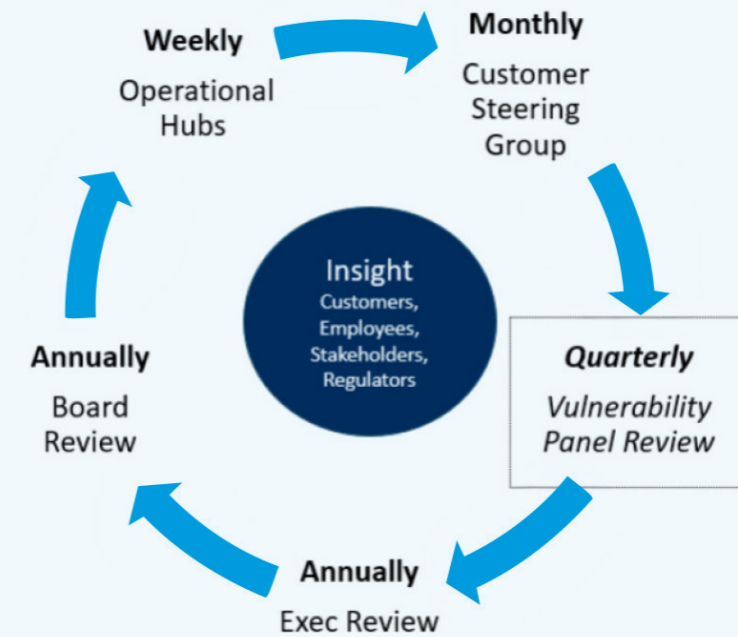 Weekly
Operational
Hubs
Monthly
Customer
Steering
Group
Insight
Customers,
Employees,
Stakeholders,
Regulators
Quarterly
Vulnerability
Panel Review
Annually
Exec Review
Annually
Board
Review